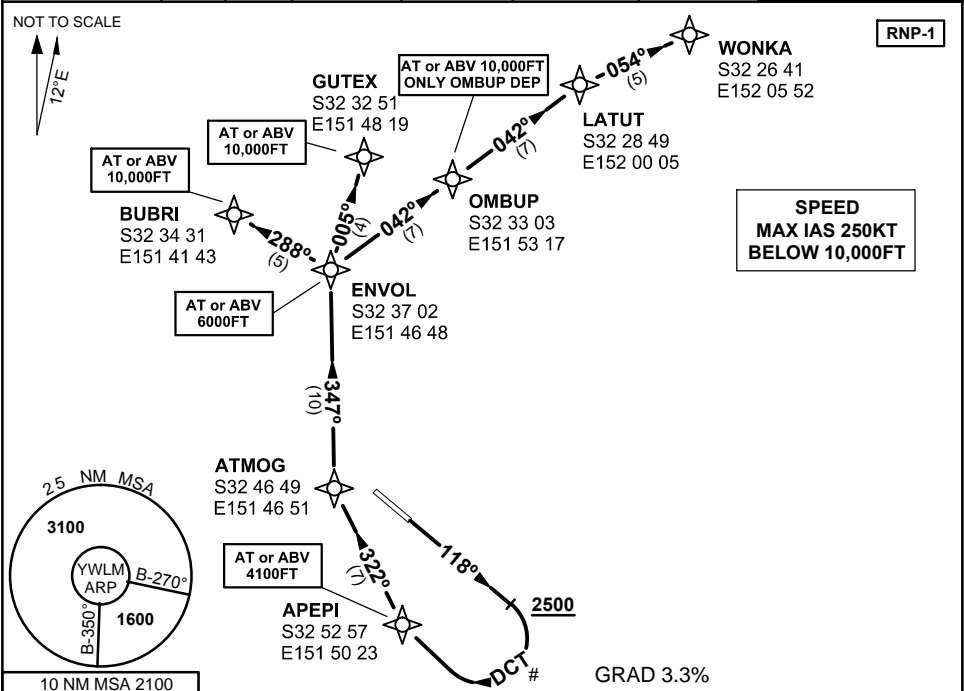 NOT TO SCALE
12°E
RNP-1
WONKA
S32 26 41
E152 05 52
054°
(5)
AT or ABV 10,000FT
ONLY OMBUP DEP
GUTEX
S32 32 51
E151 48 19
LATUT
S32 28 49
E152 00 05
042°
(7)
AT or ABV
10,000FT
AT or ABV
10,000FT
BUBRI
S32 34 31
E151 41 43
OMBUP
S32 33 03
E151 53 17
SPEED
MAX IAS 250KT
BELOW 10,000FT
288°
(5)
005°
(4)
042°
(7)
ENVOL
S32 37 02
E151 46 48
AT or ABV
6000FT
347°
(10)
ATMOG
S32 46 49
E151 46 51
118°
2500
AT or ABV
4100FT
322°
(7)
APEPI
S32 52 57
E151 50 23
DCT #
GRAD 3.3%
25 NM MSA
3100
YWLM
ARP
B-270°
B-350°
1600
10 NM MSA 2100